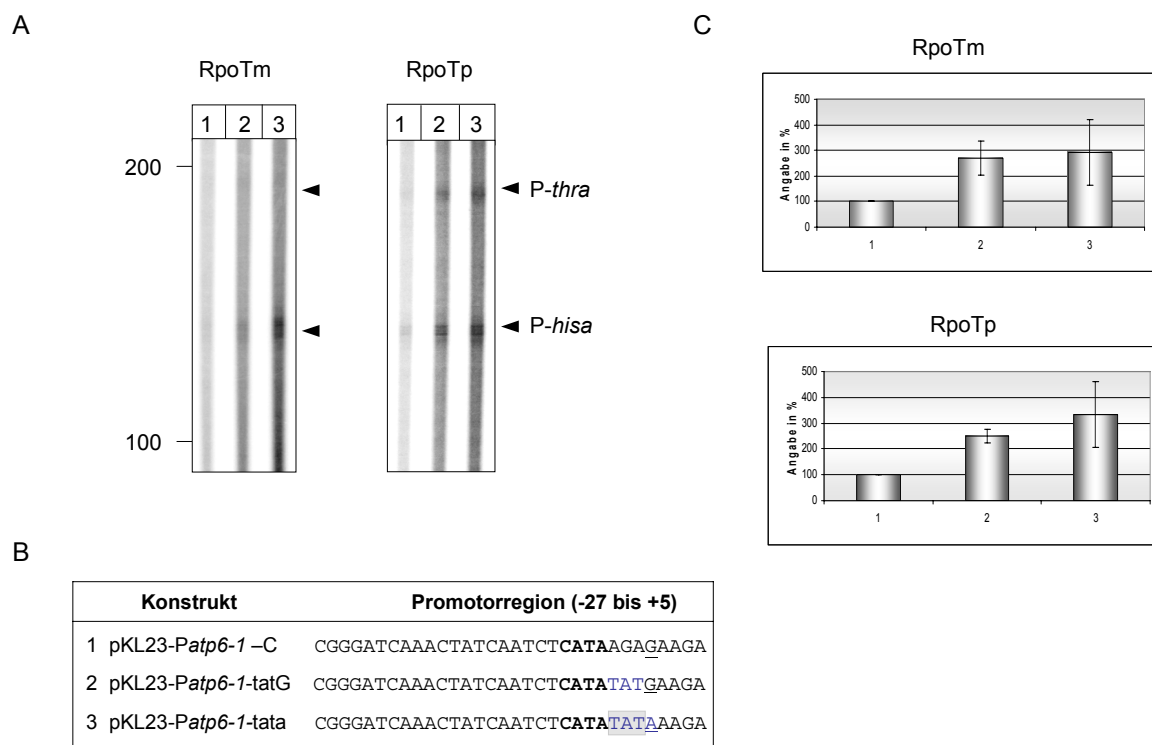 A
RpoTm
RpoTp
1 2 3
1 2 3
200
100
P-thra
P-hisa
C
RpoTm
Angabe in %
500
400
300
200
100
0
1 2 3
RpoTp
Angabe in %
500
400
300
200
100
0
1 2 3
B
Konstrukt Promotorregion (-27 bis +5)
1 pKL23-Patp6-1 –C CGGGATCAAACTATCAATCTCATAAGAGAAGA
2 pKL23-Patp6-1-tatG CGGGATCAAACTATCAATCTCATATATGAAGA
3 pKL23-Patp6-1-tata CGGGATCAAACTATCAATCTCATATATAAAGA